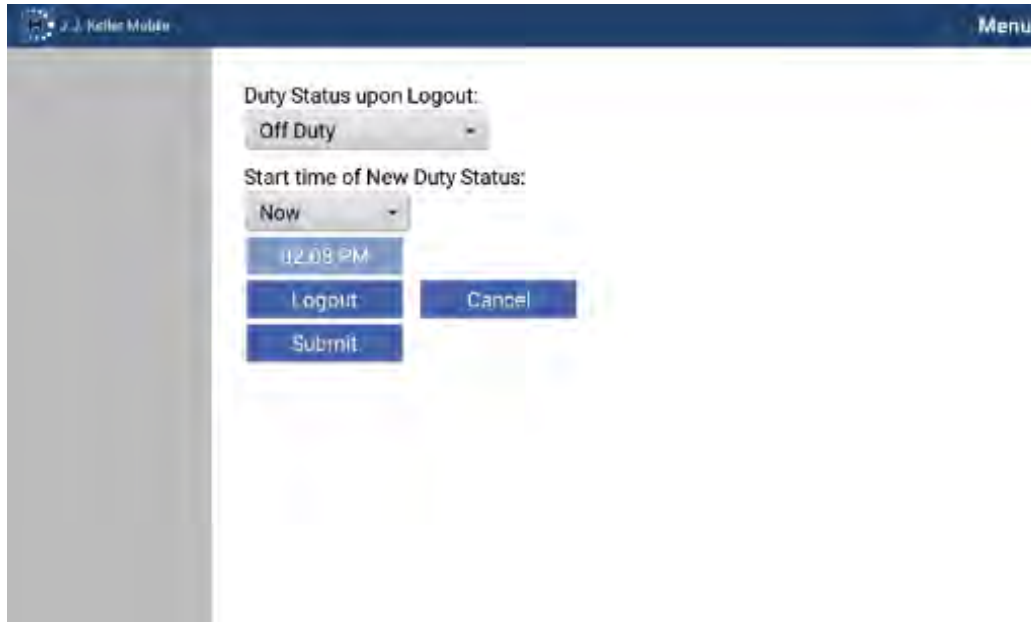 J. J. Keller Mobile
Menu
Duty Status upon Logout:
Off Duty
Start time of New Duty Status:
Now
12:08 PM
Logout Cancel
Submit